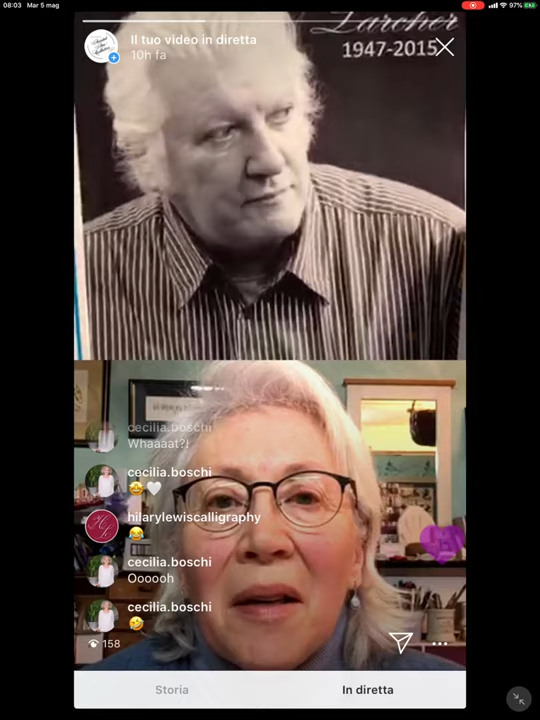 08:03 Mar 5 mag
97%
Larcher
1947-2015
Il tuo video in diretta
10h fa
cecilia.boschi
Whaaaat?!
cecilia.boschi
🤩🤍
hilarylewiscalligraphy
😂
cecilia.boschi
Oooooh
cecilia.boschi
🤣
158
Storia
In diretta